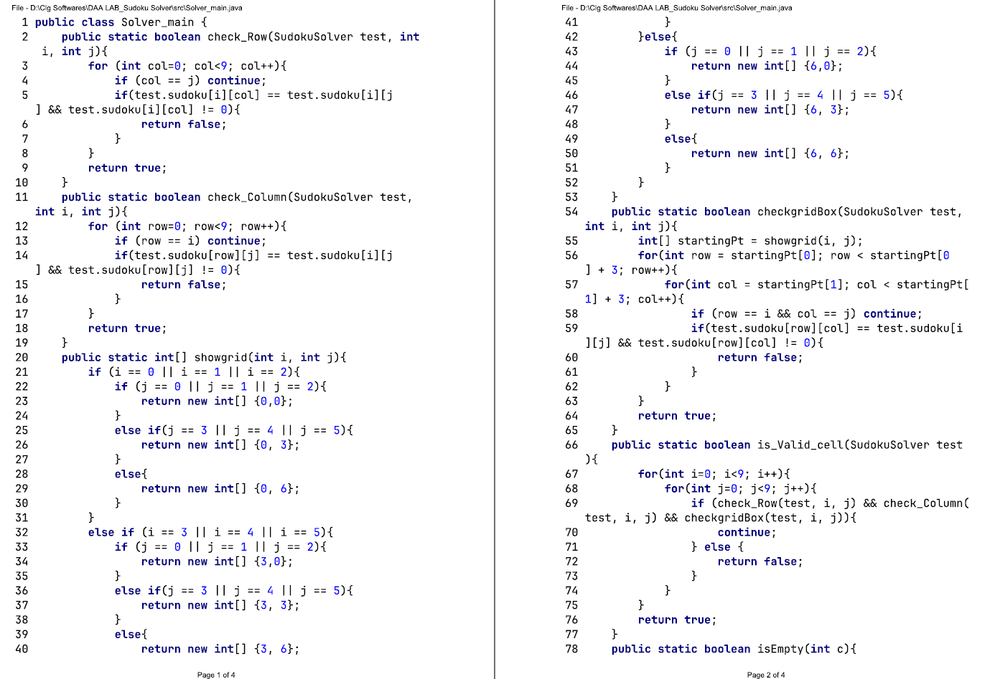 File - D:\Clg Softwares\DAA LAB_Sudoku Solver\src\Solver_main.java
1 public class Solver_main {
2     public static boolean check_Row(SudokuSolver test, int
 i, int j){
3         for (int col=0; col<9; col++){
4             if (col == j) continue;
5             if(test.sudoku[i][col] == test.sudoku[i][j
] && test.sudoku[i][col] != 0){
6                 return false;
7             }
8         }
9         return true;
10     }
11     public static boolean check_Column(SudokuSolver test,
int i, int j){
12         for (int row=0; row<9; row++){
13             if (row == i) continue;
14             if(test.sudoku[row][j] == test.sudoku[i][j
] && test.sudoku[row][j] != 0){
15                 return false;
16             }
17         }
18         return true;
19     }
20     public static int[] showgrid(int i, int j){
21         if (i == 0 || i == 1 || i == 2){
22             if (j == 0 || j == 1 || j == 2){
23                 return new int[] {0,0};
24             }
25             else if(j == 3 || j == 4 || j == 5){
26                 return new int[] {0, 3};
27             }
28             else{
29                 return new int[] {0, 6};
30             }
31         }
32         else if (i == 3 || i == 4 || i == 5){
33             if (j == 0 || j == 1 || j == 2){
34                 return new int[] {3,0};
35             }
36             else if(j == 3 || j == 4 || j == 5){
37                 return new int[] {3, 3};
38             }
39             else{
40                 return new int[] {3, 6};
Page 1 of 4
File - D:\Clg Softwares\DAA LAB_Sudoku Solver\src\Solver_main.java
41             }
42         }else{
43             if (j == 0 || j == 1 || j == 2){
44                 return new int[] {6,0};
45             }
46             else if(j == 3 || j == 4 || j == 5){
47                 return new int[] {6, 3};
48             }
49             else{
50                 return new int[] {6, 6};
51             }
52         }
53     }
54     public static boolean checkgridBox(SudokuSolver test,
int i, int j){
55         int[] startingPt = showgrid(i, j);
56         for(int row = startingPt[0]; row < startingPt[0
] + 3; row++){
57             for(int col = startingPt[1]; col < startingPt[
1] + 3; col++){
58                 if (row == i && col == j) continue;
59                 if(test.sudoku[row][col] == test.sudoku[i
][j] && test.sudoku[row][col] != 0){
60                     return false;
61                 }
62             }
63         }
64         return true;
65     }
66     public static boolean is_Valid_cell(SudokuSolver test
){
67         for(int i=0; i<9; i++){
68             for(int j=0; j<9; j++){
69                 if (check_Row(test, i, j) && check_Column(
test, i, j) && checkgridBox(test, i, j)){
70                     continue;
71                 } else {
72                     return false;
73                 }
74             }
75         }
76         return true;
77     }
78     public static boolean isEmpty(int c){
Page 2 of 4